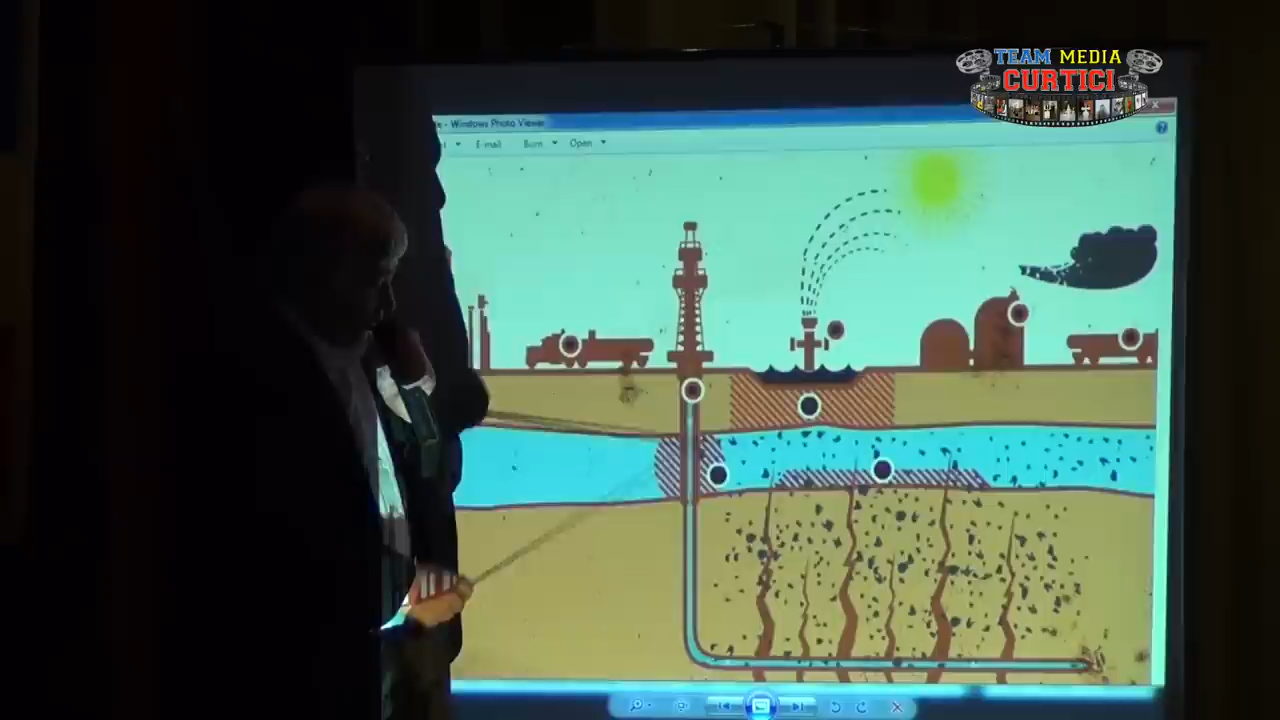 TEAM MEDIA
CURTICI
- Windows Photo Viewer
E-mail
Burn
Open